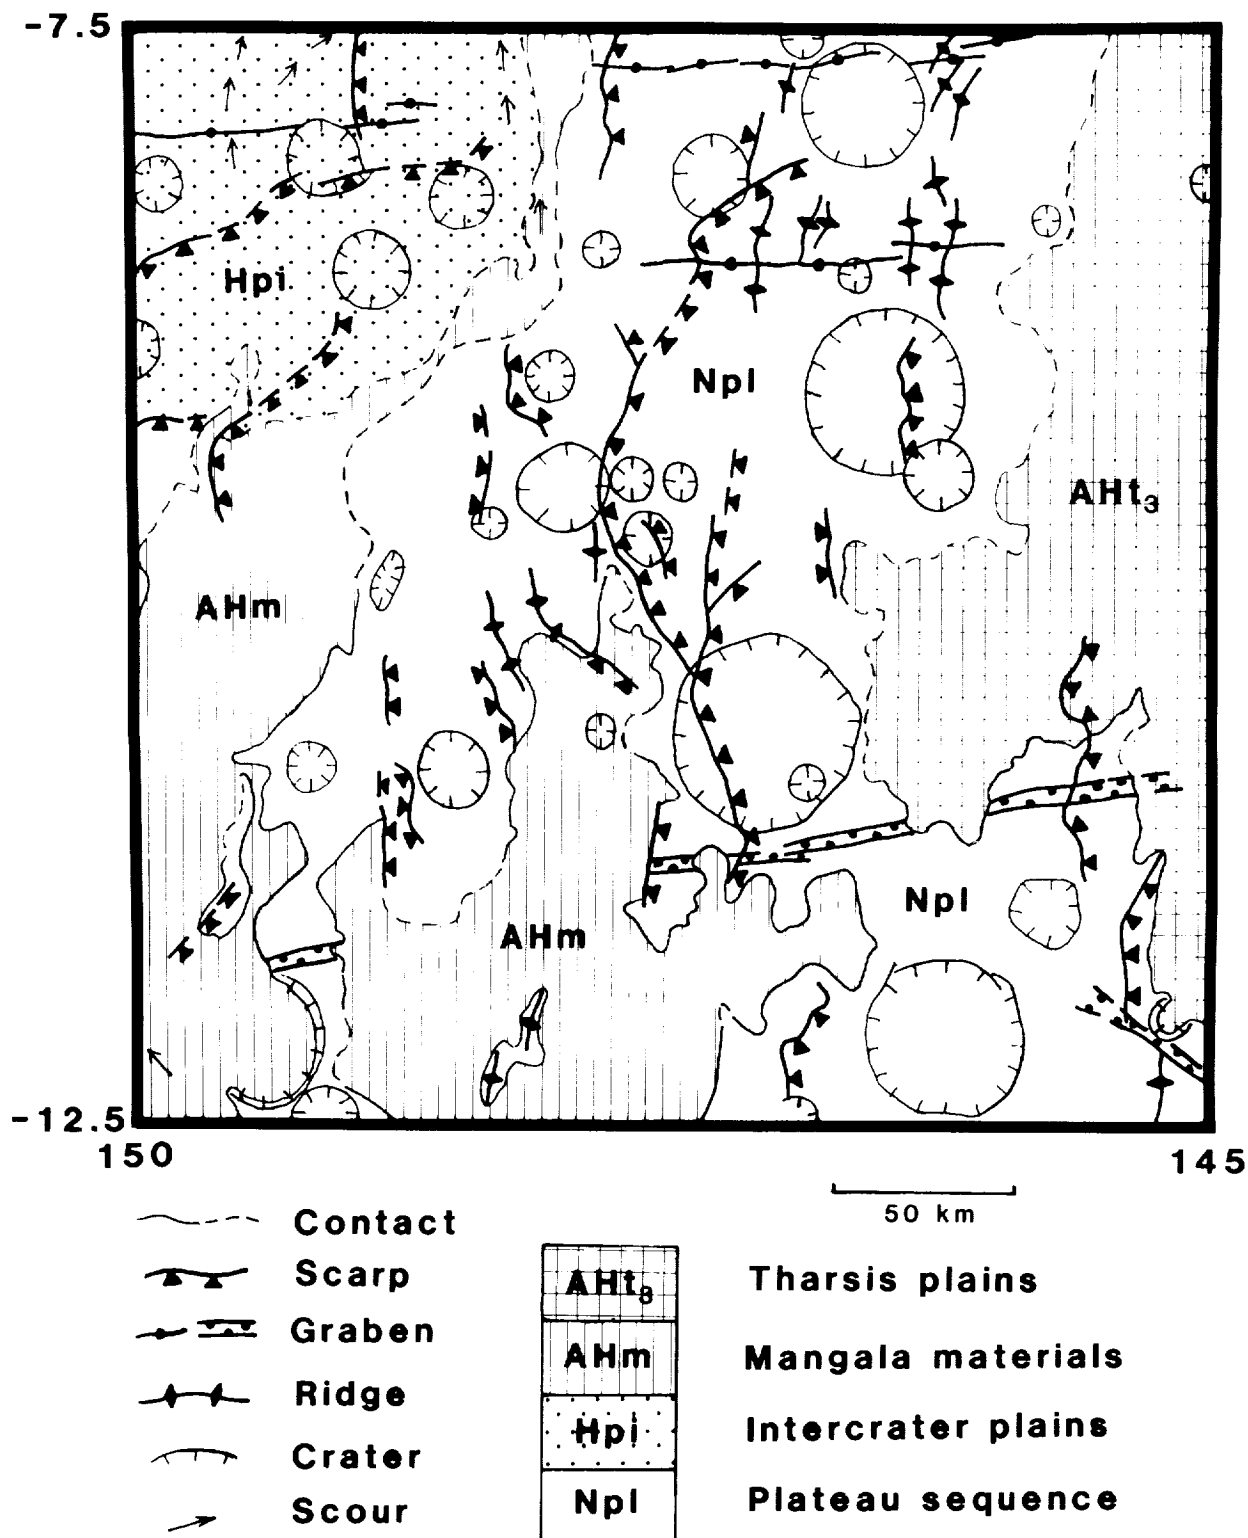 -7.5
Hpi
Npl
AHt3
AHm
Npl
AHm
-12.5
150
145
50 km
Contact
Scarp
Graben
Ridge
Crater
Scour
AHt3 Tharsis plains
AHm Mangala materials
Hpi Intercrater plains
Npl Plateau sequence